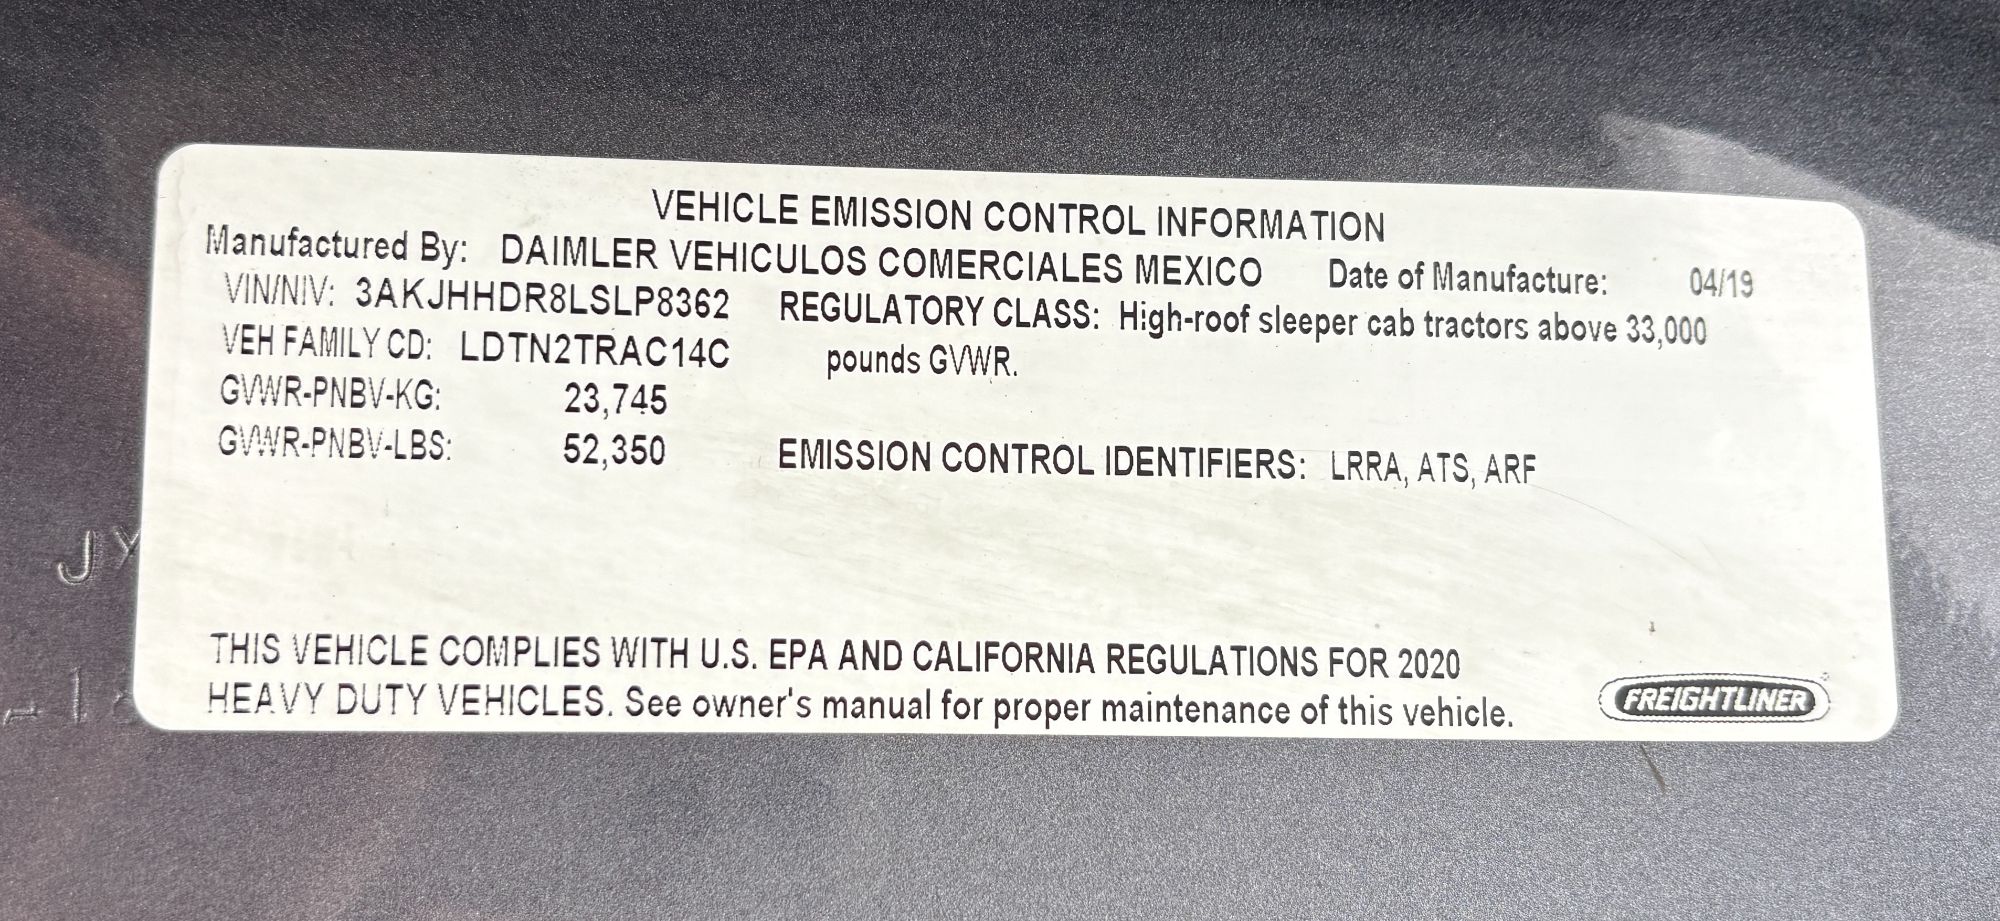 VEHICLE EMISSION CONTROL INFORMATION
Manufactured By: DAIMLER VEHICULOS COMERCIALES MEXICO Date of Manufacture: 04/19
VIN/NIV: 3AKJHHDR8LSLP8362 REGULATORY CLASS: High-roof sleeper cab tractors above 33,000
VEH FAMILY CD: LDTN2TRAC14C pounds GVWR.
GVWR-PNBV-KG: 23,745
GVWR-PNBV-LBS: 52,350 EMISSION CONTROL IDENTIFIERS: LRRA, ATS, ARF
JY
THIS VEHICLE COMPLIES WITH U.S. EPA AND CALIFORNIA REGULATIONS FOR 2020
HEAVY DUTY VEHICLES. See owner's manual for proper maintenance of this vehicle.
FREIGHTLINER